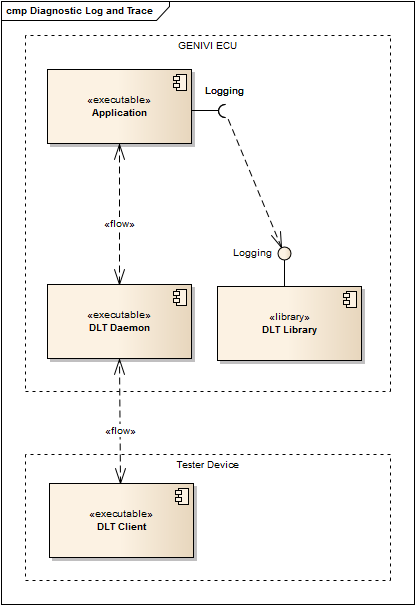 cmp Diagnostic Log and Trace
GENIVI ECU
«executable»
Application
Logging
«flow»
Logging
«executable»
DLT Daemon
«library»
DLT Library
«flow»
Tester Device
«executable»
DLT Client